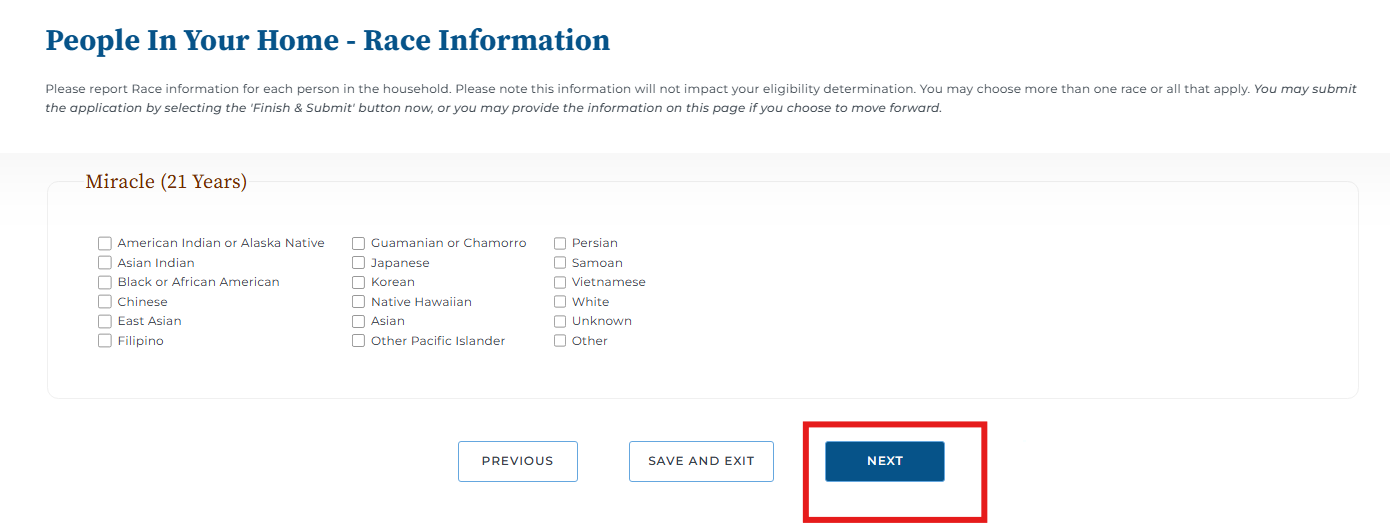 People In Your Home - Race Information
Please report Race information for each person in the household. Please note this information will not impact your eligibility determination. You may choose more than one race or all that apply. You may submit
the application by selecting the 'Finish & Submit' button now, or you may provide the information on this page if you choose to move forward.
Miracle (21 Years)
American Indian or Alaska Native
Asian Indian
Black or African American
Chinese
East Asian
Filipino
Guamanian or Chamorro
Japanese
Korean
Native Hawaiian
Asian
Other Pacific Islander
Persian
Samoan
Vietnamese
White
Unknown
Other
PREVIOUS
SAVE AND EXIT
NEXT